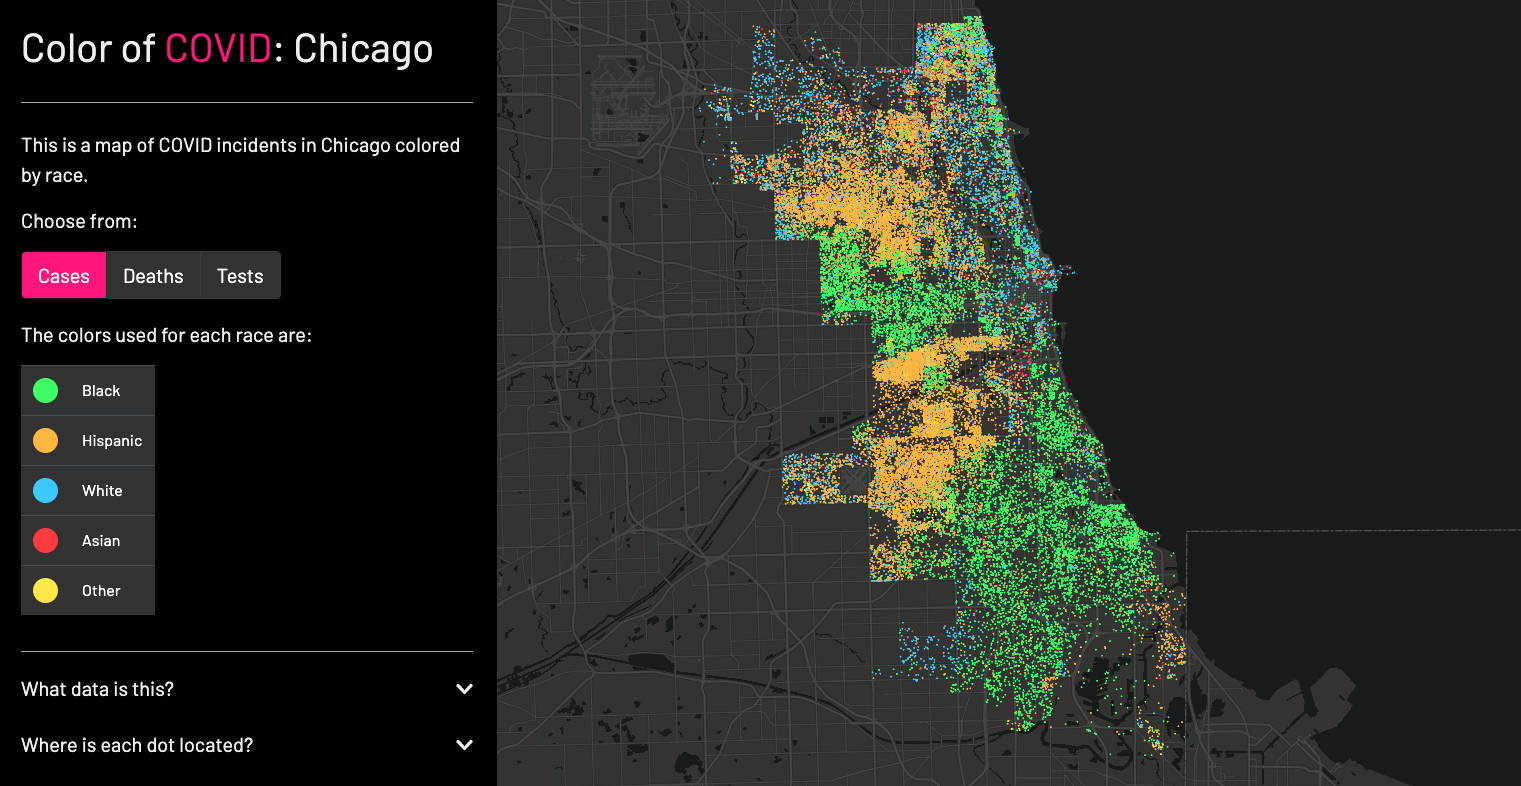 Color of COVID: Chicago
This is a map of COVID incidents in Chicago colored
by race.
Choose from:
Cases Deaths Tests
The colors used for each race are:
Black
Hispanic
White
Asian
Other
What data is this?
Where is each dot located?